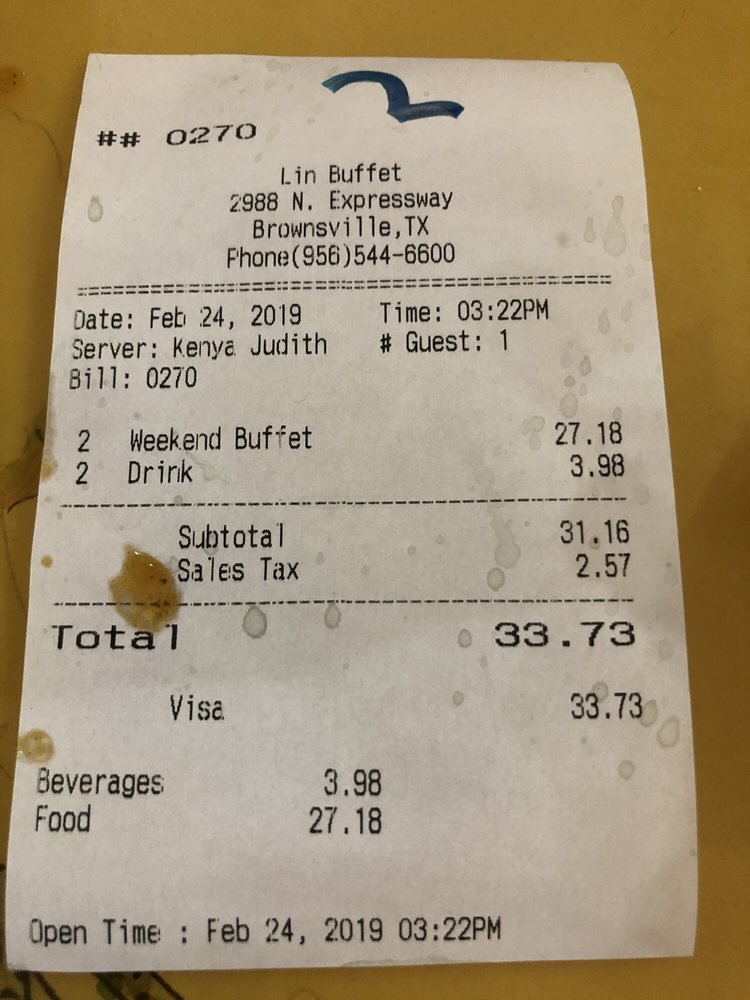 2
## 0270
Lin Buffet
2988 N. Expressway
Brownsville,TX
Phone(956)544-6600
Date: Feb 24, 2019 Time: 03:22PM
Server: Kenya Judith # Guest: 1
Bill: 0270
2 Weekend Buffet 27.18
2 Drink 3.98
Subtotal 31.16
Sales Tax 2.57
Total 33.73
Visa 33.73
Beverages 3.98
Food 27.18
Open Time : Feb 24, 2019 03:22PM